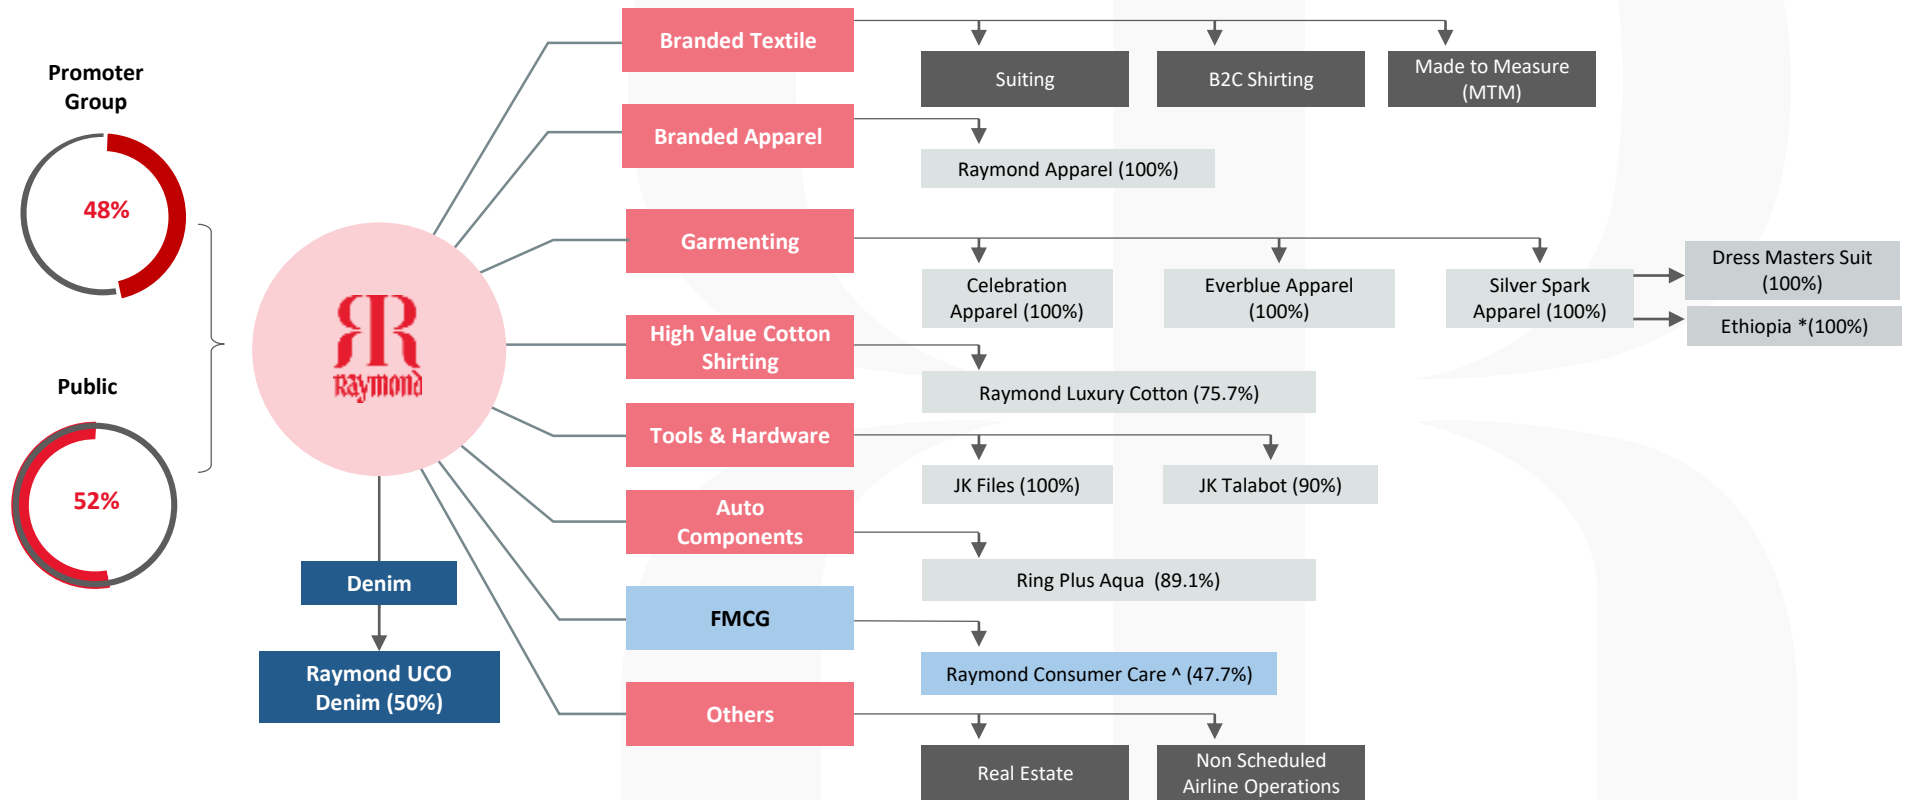 Promoter
Group
48%
Public
52%
Raymond
Denim
Raymond UCO
Denim (50%)
Branded Textile
Suiting
B2C Shirting
Made to Measure
(MTM)
Branded Apparel
Raymond Apparel (100%)
Garmenting
Celebration
Apparel (100%)
Everblue Apparel
(100%)
Silver Spark
Apparel (100%)
Dress Masters Suit
(100%)
Ethiopia *(100%)
High Value Cotton
Shirting
Raymond Luxury Cotton (75.7%)
Tools & Hardware
JK Files (100%)
JK Talabot (90%)
Auto
Components
Ring Plus Aqua (89.1%)
FMCG
Raymond Consumer Care ^ (47.7%)
Others
Real Estate
Non Scheduled
Airline Operations